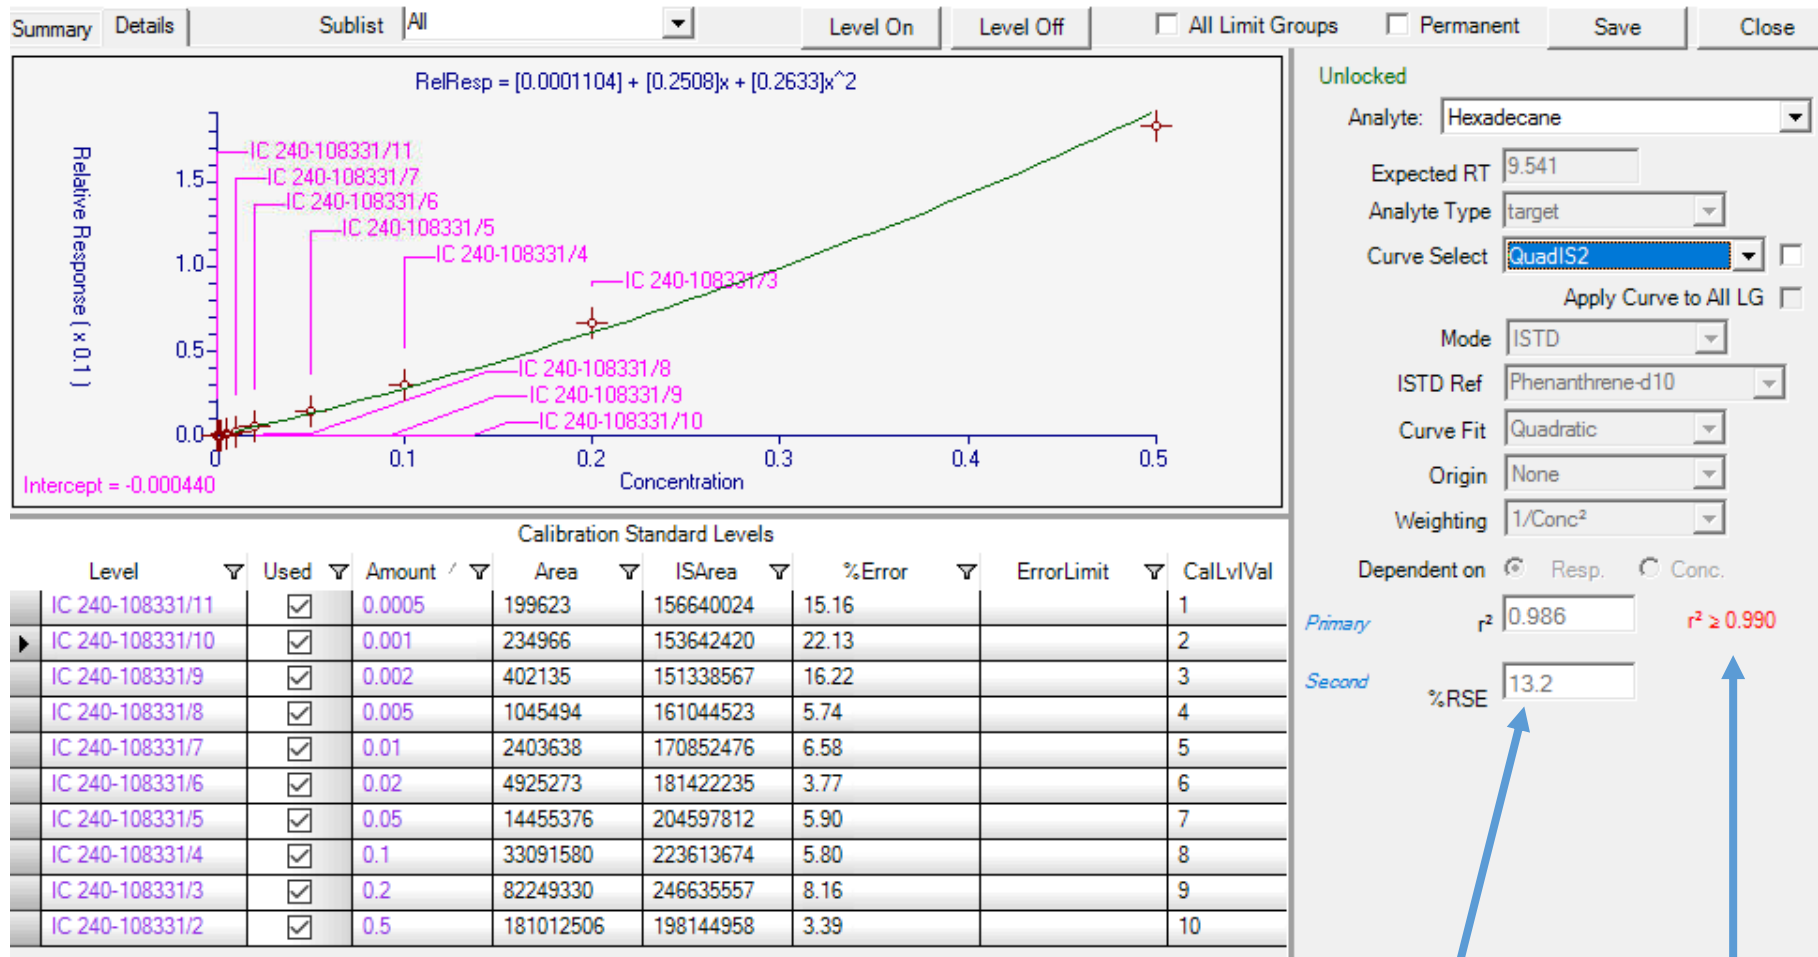 Summary Details Sublist All Level On Level Off All Limit Groups Permanent Save Close
RelResp = [0.0001104] + [0.2508]x + [0.2633]x^2
Relative Response ( x 0.1 )
1.5
1.0
0.5
0.0
IC 240-108331/11
IC 240-108331/7
IC 240-108331/6
IC 240-108331/5
IC 240-108331/4
IC 240-108331/3
IC 240-108331/8
IC 240-108331/9
IC 240-108331/10
0 0.1 0.2 0.3 0.4 0.5
Intercept = -0.000440
Concentration
Unlocked
Analyte: Hexadecane
Expected RT 9.541
Analyte Type target
Curve Select QuadIS2
Apply Curve to All LG
Mode ISTD
ISTD Ref Phenanthrene-d10
Curve Fit Quadratic
Origin None
Weighting 1/Conc²
Dependent on Resp. Conc.
Primary r² 0.986 r² ≥ 0.990
Second %RSE 13.2
Calibration Standard Levels
Level Used Amount Area ISArea %Error ErrorLimit CalLvlVal
IC 240-108331/11 0.0005 199623 156640024 15.16 1
IC 240-108331/10 0.001 234966 153642420 22.13 2
IC 240-108331/9 0.002 402135 151338567 16.22 3
IC 240-108331/8 0.005 1045494 161044523 5.74 4
IC 240-108331/7 0.01 2403638 170852476 6.58 5
IC 240-108331/6 0.02 4925273 181422235 3.77 6
IC 240-108331/5 0.05 14455376 204597812 5.90 7
IC 240-108331/4 0.1 33091580 223613674 5.80 8
IC 240-108331/3 0.2 82249330 246635557 8.16 9
IC 240-108331/2 0.5 181012506 198144958 3.39 10